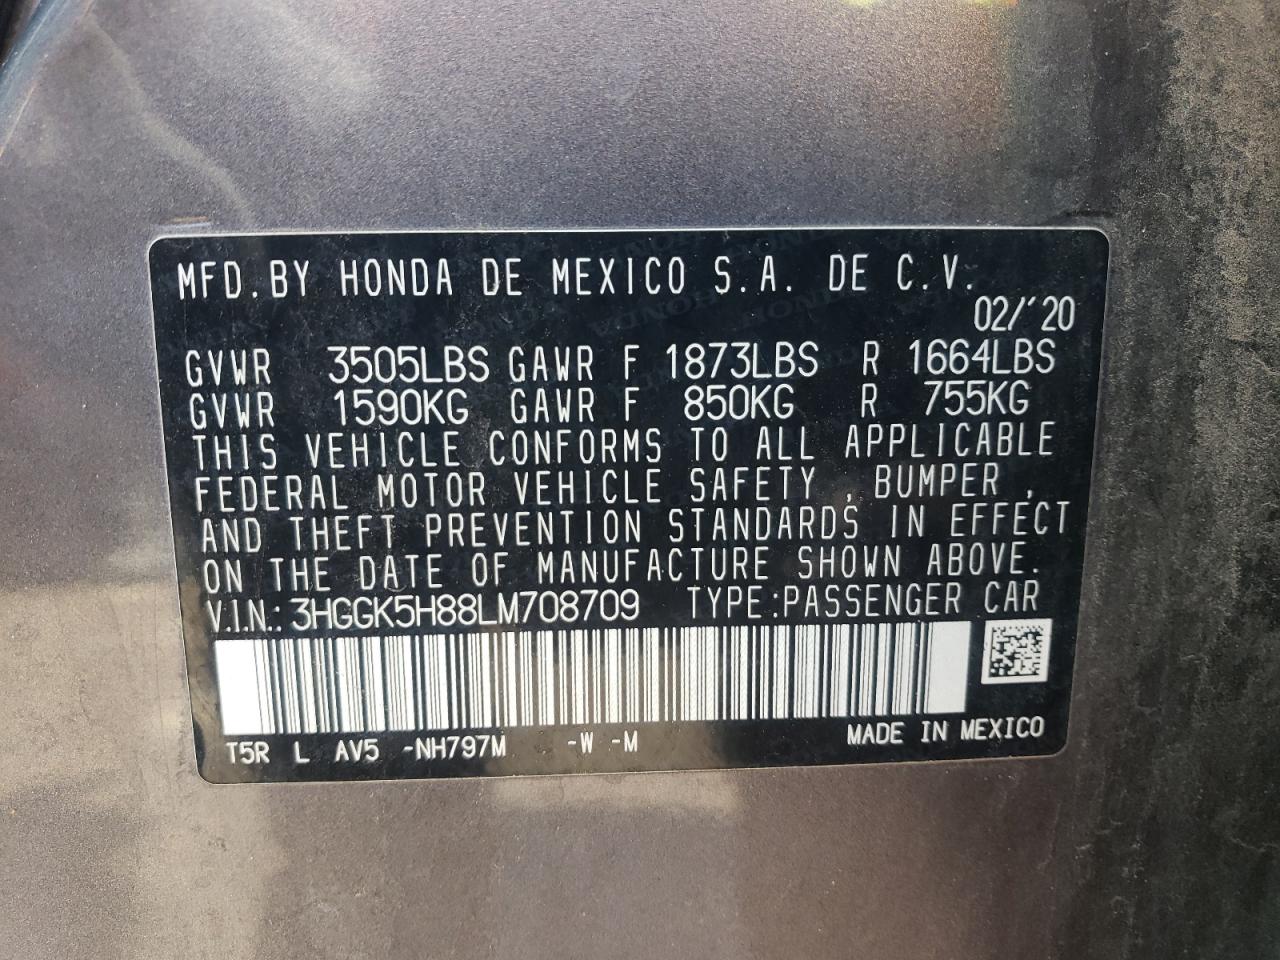 MFD.BY HONDA DE MEXICO S.A. DE C.V.
02/'20
GVWR 3505LBS GAWR F 1873LBS R 1664LBS
GVWR 1590KG GAWR F 850KG R 755KG
THIS VEHICLE CONFORMS TO ALL APPLICABLE
FEDERAL MOTOR VEHICLE SAFETY , BUMPER ,
AND THEFT PREVENTION STANDARDS IN EFFECT
ON THE DATE OF MANUFACTURE SHOWN ABOVE.
V.I.N.: 3HGGK5H88LM708709 TYPE:PASSENGER CAR
T5R L AV5 -NH797M -W -M MADE IN MEXICO